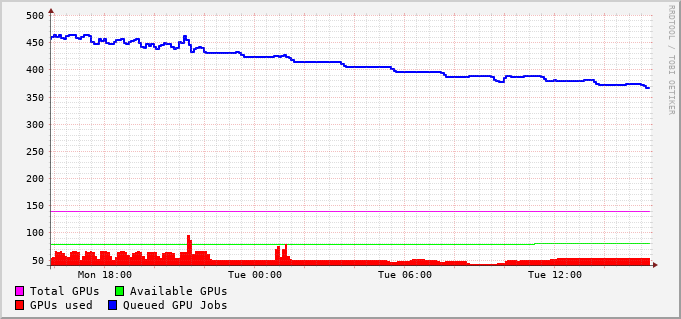 500
450
400
350
300
250
200
150
100
50
Mon 18:00 Tue 00:00 Tue 06:00 Tue 12:00
Total GPUs Available GPUs
GPUs used Queued GPU Jobs
RRDTOOL / TOBI OETIKER